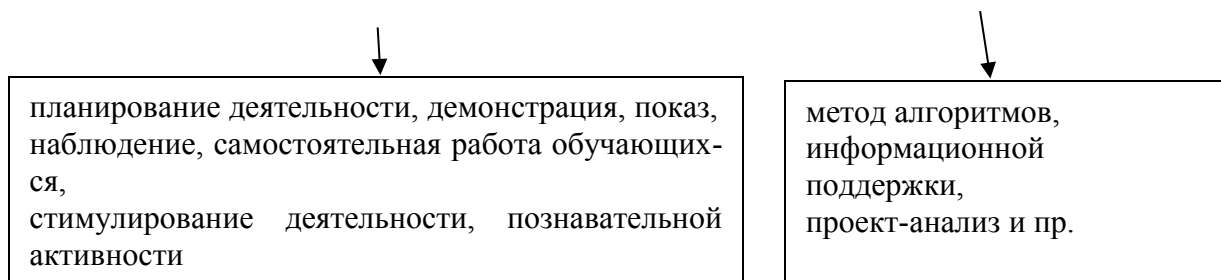 планирование деятельности, демонстрация, показ,
наблюдение, самостоятельная работа обучающих-
ся,
стимулирование деятельности, познавательной
активности
метод алгоритмов,
информационной
поддержки,
проект-анализ и пр.